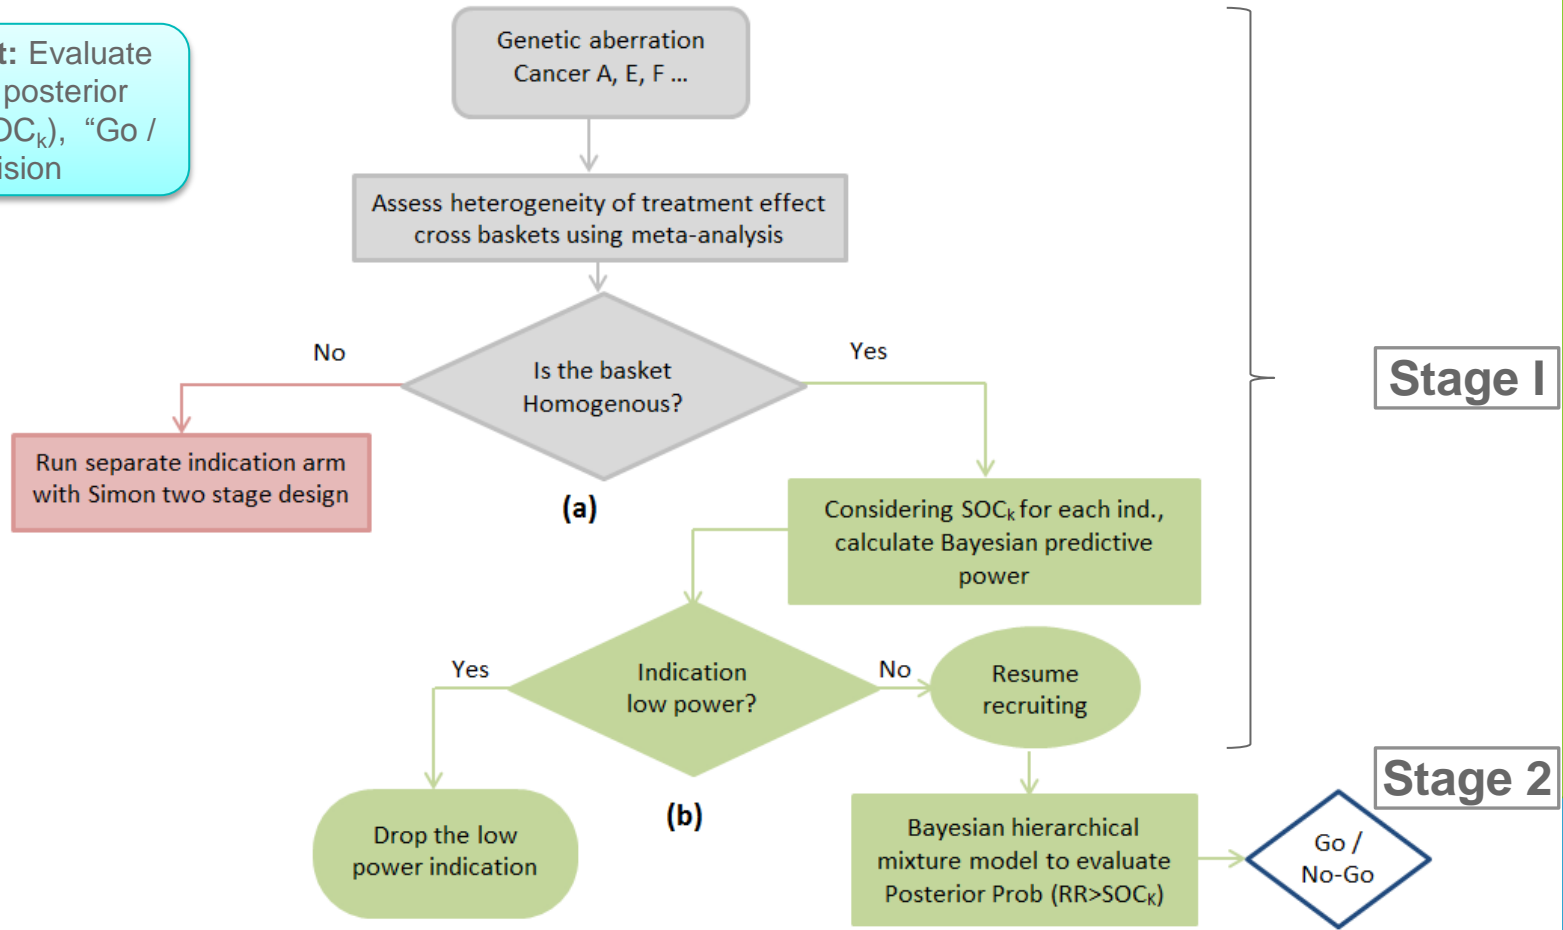 t: Evaluate
posterior
OCk), “Go /
ision
Genetic aberration
Cancer A, E, F ...
Assess heterogeneity of treatment effect
cross baskets using meta-analysis
Is the basket
Homogenous?
No
Yes
Stage I
Run separate indication arm
with Simon two stage design
(a)
Considering SOCk for each ind.,
calculate Bayesian predictive
power
Indication
low power?
Yes
No
Resume
recruiting
Stage 2
(b)
Drop the low
power indication
Bayesian hierarchical
mixture model to evaluate
Posterior Prob (RR>SOCK)
Go /
No-Go